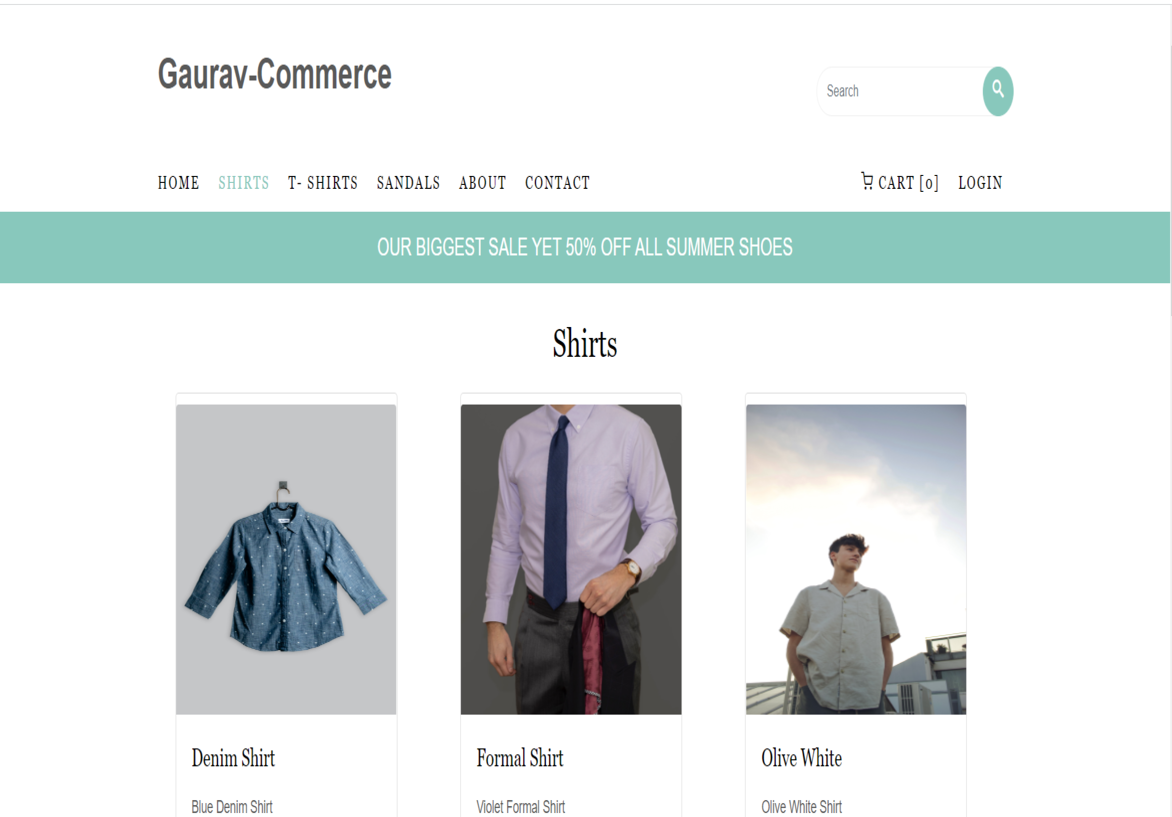 Gaurav-Commerce
Search
HOME SHIRTS T- SHIRTS SANDALS ABOUT CONTACT CART [0] LOGIN
OUR BIGGEST SALE YET 50% OFF ALL SUMMER SHOES
Shirts
Denim Shirt
Blue Denim Shirt
Formal Shirt
Violet Formal Shirt
Olive White
Olive White Shirt